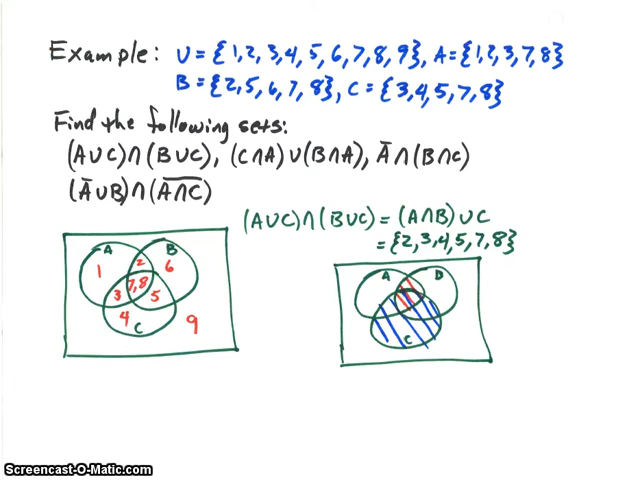 Example: U = {1,2,3,4,5,6,7,8,9}, A={1,2,3,7,8}
B={2,5,6,7,8}, C={3,4,5,7,8}
Find the following sets:
(A∪C)∩(B∪C), (C∩A)∪(B∩A), A̅∩(B∩C)
(A̅∪B)∩(A̅∩̅C̅)
(A∪C)∩(B∪C) = (A∩B)∪C
= {2,3,4,5,7,8}
A B
1 2 6
7,8
3 5
4 C 9
A B
C
Screencast-O-Matic.com